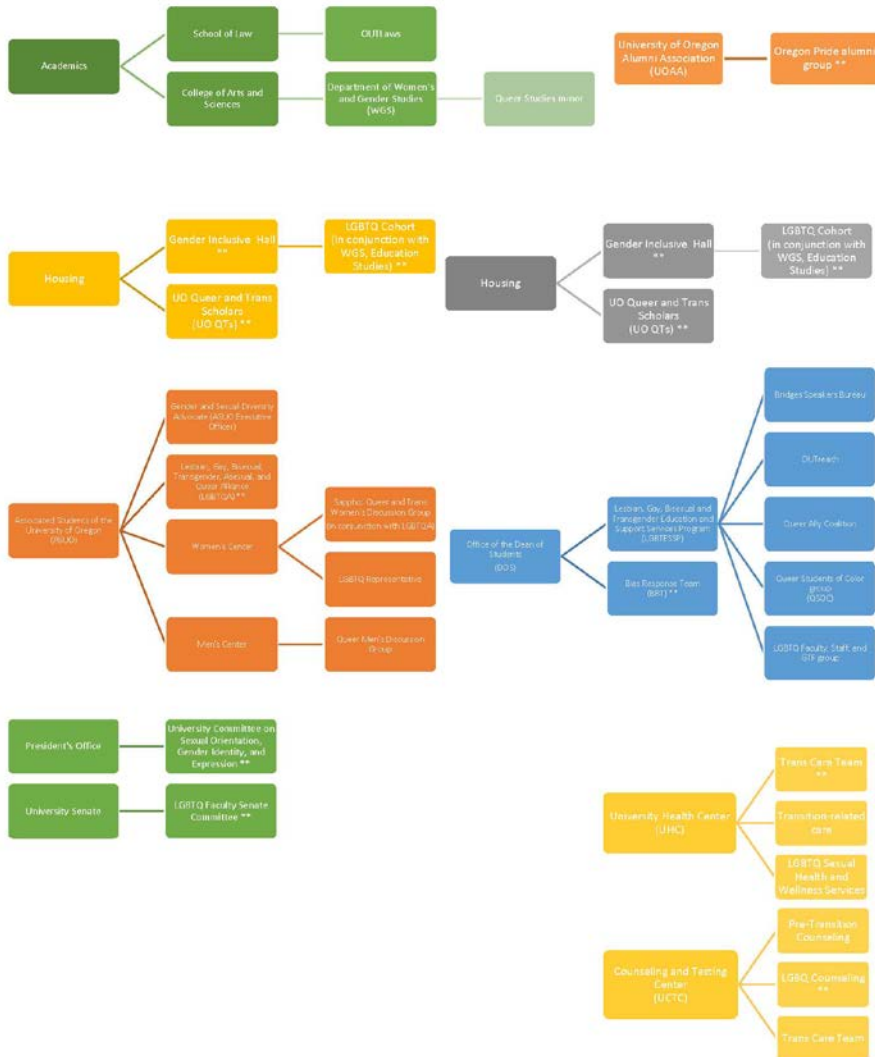 Academics
School of Law
OUTLaws
College of Arts and
Sciences
Department of Women's
and Gender Studies
(WGS)
Queer Studies minor
University of Oregon
Alumni Association
(UOAA)
Oregon Pride alumni
group **
Housing
Gender Inclusive Hall
**
LGBTQ Cohort
(in conjunction with
WGS, Education
Studies) **
UO Queer and Trans
Scholars
(UO QTs) **
Housing
Gender Inclusive Hall
**
LGBTQ Cohort
(in conjunction with
WGS, Education
Studies) **
UO Queer and Trans
Scholars
(UO QTs) **
Associated Students of the
University of Oregon
(ASUO)
Gender and Sexual Diversity
Advocate (ASUO Executive
Officer)
Lesbian, Gay, Bisexual,
Transgender, Asexual, and
Queer Alliance
(LGBTQA) **
Women's Center
Sappho: Queer and Trans
Women's Discussion Group
(in conjunction with LGBTQA)
LGBTQ Representative
Men's Center
Queer Men's Discussion
Group
Office of the Dean of
Students
(DOS)
Lesbian, Gay, Bisexual and
Transgender Education and
Support Services Program
(LGBTESSP)
Bias Response Team
(BRT) **
Bridges Speakers Bureau
OUTreach
Queer Ally Coalition
Queer Students of Color
group
(QSOC)
LGBTQ Faculty, Staff, and
GTF group
President's Office
University Committee on
Sexual Orientation,
Gender Identity, and
Expression **
University Senate
LGBTQ Faculty Senate
Committee **
University Health Center
(UHC)
Trans Care Team
**
Transition-related
care
LGBTQ Sexual
Health and
Wellness Services
Counseling and Testing
Center
(UCTC)
Pre-Transition
Counseling
LGBQ Counseling
**
Trans Care Team